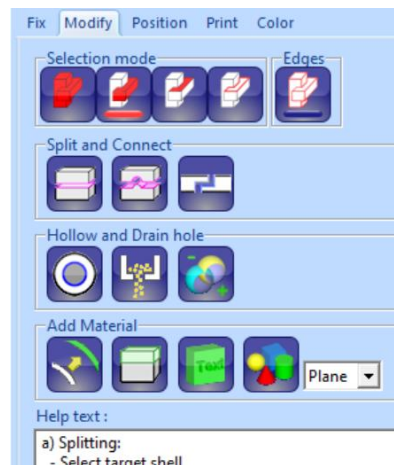 Fix Modify Position Print Color
Selection mode Edges
Split and Connect
Hollow and Drain hole
Add Material
Text
Plane
Help text :
a) Splitting:
- Select target shell